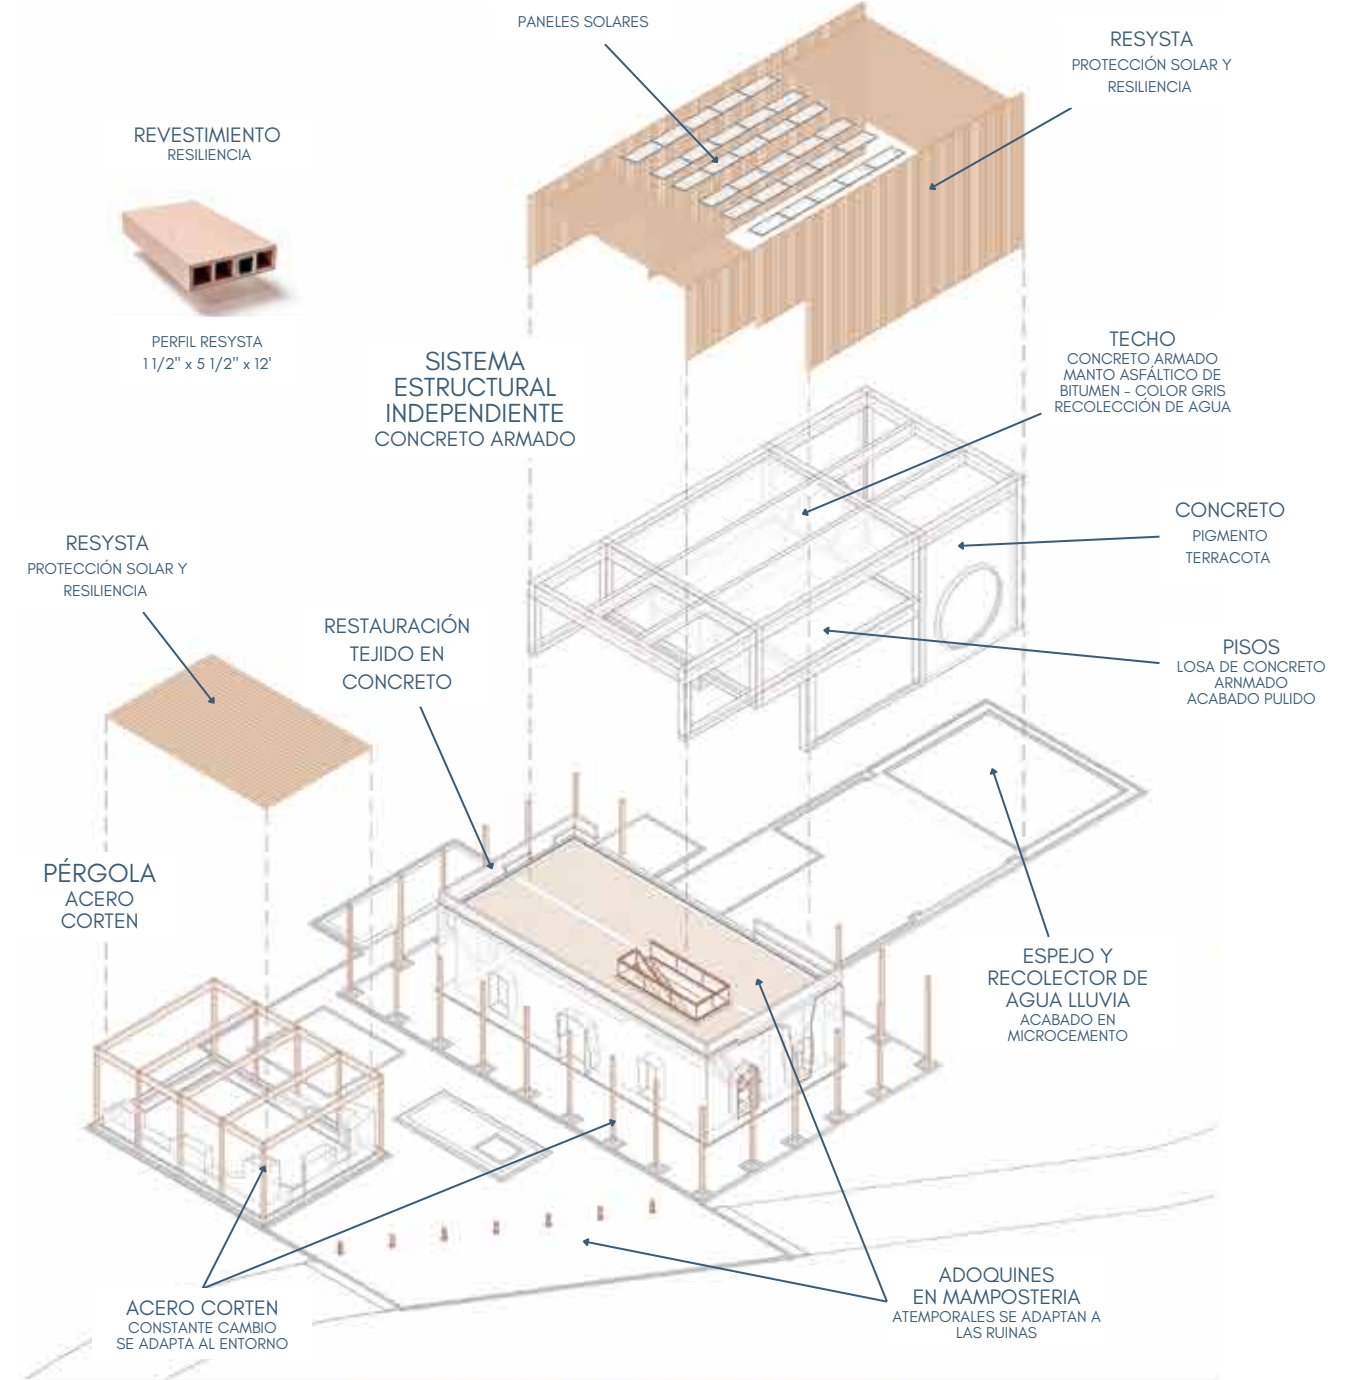 PANELES SOLARES
RESYSTA
PROTECCIÓN SOLAR Y
RESILIENCIA
REVESTIMIENTO
RESILIENCIA
PERFIL RESYSTA
1 1/2" x 5 1/2" x 12'
SISTEMA
ESTRUCTURAL
INDEPENDIENTE
CONCRETO ARMADO
TECHO
CONCRETO ARMADO
MANTO ASFÁLTICO DE
BITUMEN - COLOR GRIS
RECOLECCIÓN DE AGUA
CONCRETO
PIGMENTO
TERRACOTA
RESYSTA
PROTECCIÓN SOLAR Y
RESILIENCIA
RESTAURACIÓN
TEJIDO EN
CONCRETO
PISOS
LOSA DE CONCRETO
ARNMADO
ACABADO PULIDO
PÉRGOLA
ACERO
CORTEN
ESPEJO Y
RECOLECTOR DE
AGUA LLUVIA
ACABADO EN
MICROCEMENTO
ACERO CORTEN
CONSTANTE CAMBIO
SE ADAPTA AL ENTORNO
ADOQUINES
EN MAMPOSTERIA
ATEMPORALES SE ADAPTAN A
LAS RUINAS